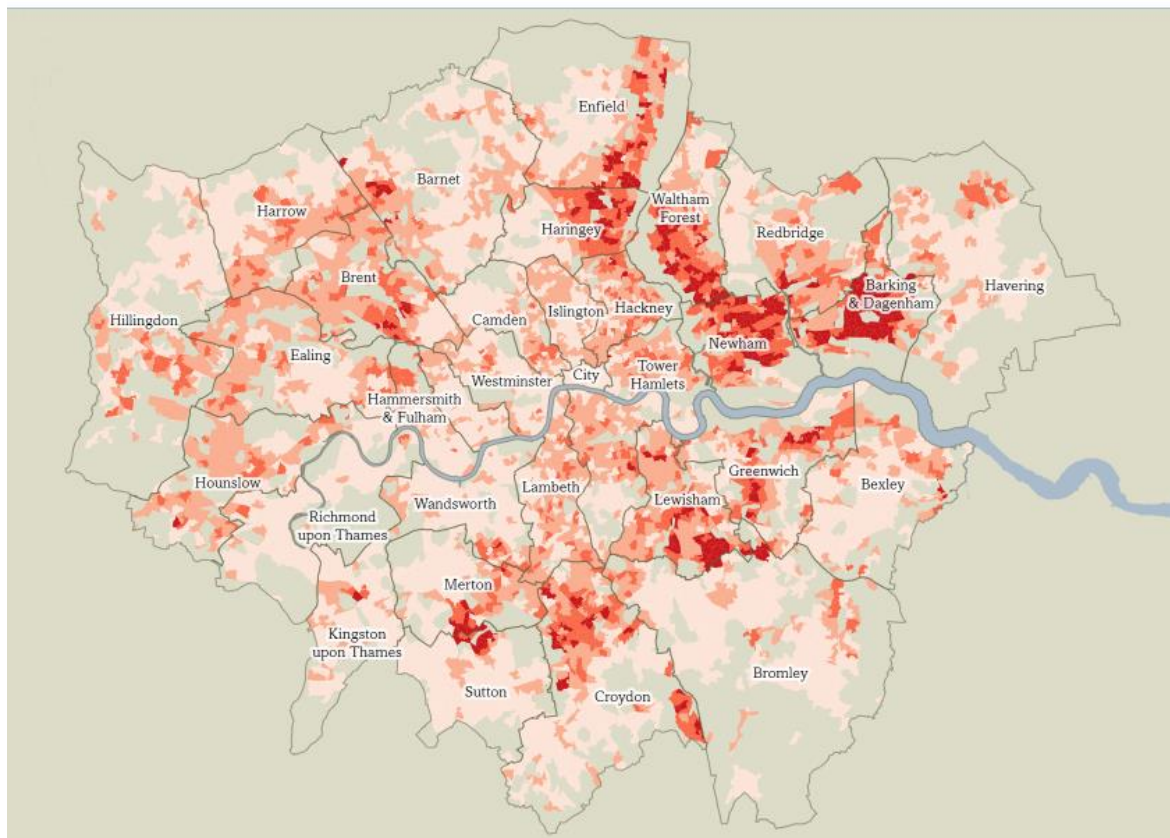 Enfield
Barnet
Harrow
Waltham
Forest
Haringey
Redbridge
Brent
Barking
& Dagenham
Havering
Hillingdon
Hackney
Islington
Camden
Newham
Ealing
Tower
Hamlets
City
Westminster
Hammersmith
& Fulham
Greenwich
Hounslow
Bexley
Lambeth
Lewisham
Wandsworth
Richmond
upon Thames
Merton
Kingston
upon Thames
Bromley
Sutton
Croydon